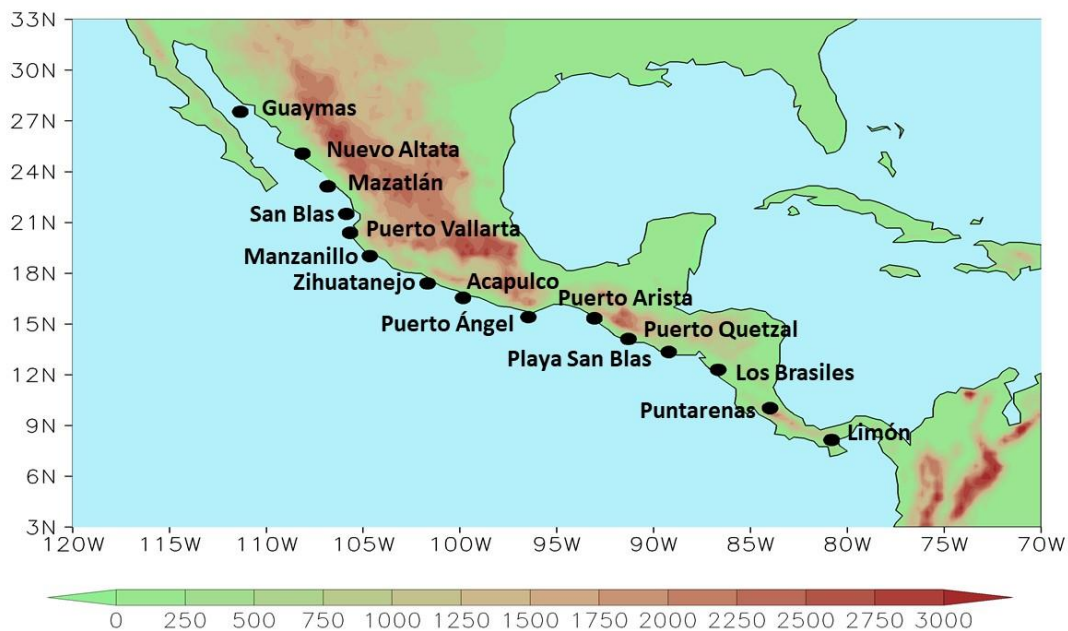 33N
30N
Guaymas
27N
Nuevo Altata
24N
Mazatlán
San Blas
21N
Puerto Vallarta
Manzanillo
18N
Zihuatanejo
Acapulco
Puerto Arista
15N
Puerto Ángel
Puerto Quetzal
Playa San Blas
12N
Los Brasiles
Puntarenas
9N
Limón
6N
3N
120W 115W 110W 105W 100W 95W 90W 85W 80W 75W 70W
0 250 500 750 1000 1250 1500 1750 2000 2250 2500 2750 3000